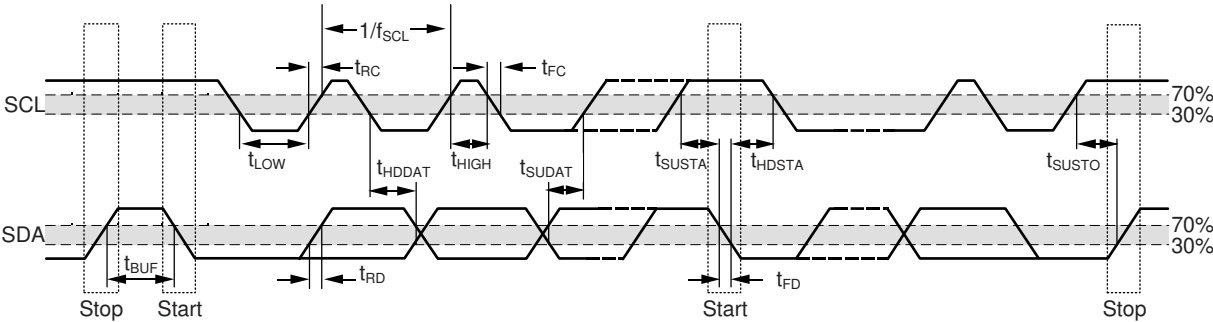 1/fSCL
tRC
tFC
SCL
70%
30%
tLOW
tHDDAT
tHIGH
tSUDAT
tSUSTA
tHDSTA
tSUSTO
SDA
70%
30%
tBUF
tRD
tFD
Stop
Start
Start
Stop